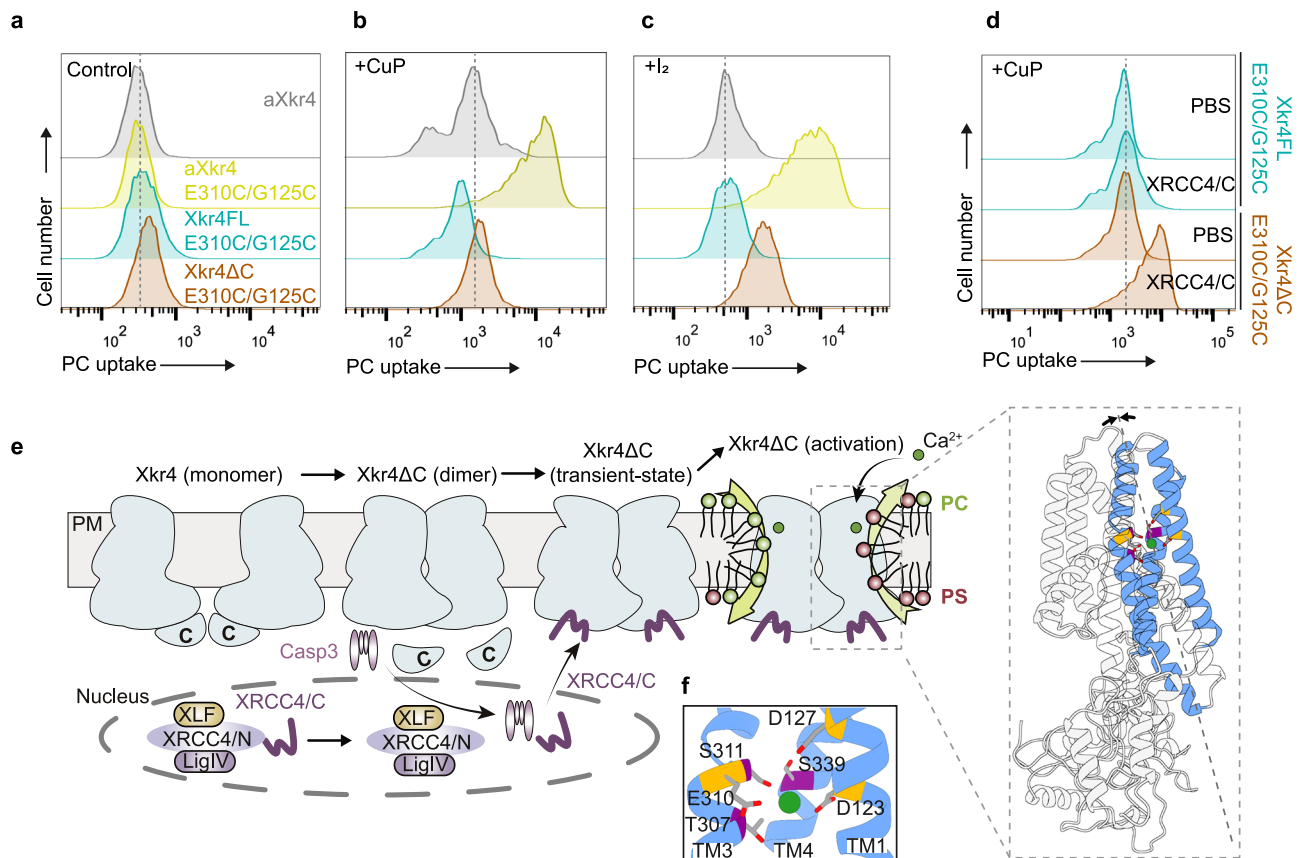 a
Control
aXkr4
aXkr4
E310C/G125C
Xkr4FL
E310C/G125C
Xkr4ΔC
E310C/G125C
Cell number
10² 10³ 10⁴
PC uptake
b
+CuP
10² 10³ 10⁴
PC uptake
c
+I₂
10² 10³ 10⁴
PC uptake
d
+CuP
PBS
XRCC4/C
PBS
XRCC4/C
Xkr4FL
E310C/G125C
Xkr4ΔC
E310C/G125C
Cell number
10¹ 10³ 10⁵
PC uptake
e
Xkr4 (monomer)
Xkr4ΔC (dimer)
Xkr4ΔC
(transient-state)
Xkr4ΔC (activation)
Ca²⁺
PM
PC
PS
C C
C C
Casp3
XRCC4/C
Nucleus
XRCC4/C
XLF
XRCC4/N
LigIV
XLF
XRCC4/N
LigIV
f
D127
S311
S339
E310
D123
T307
TM3 TM4 TM1